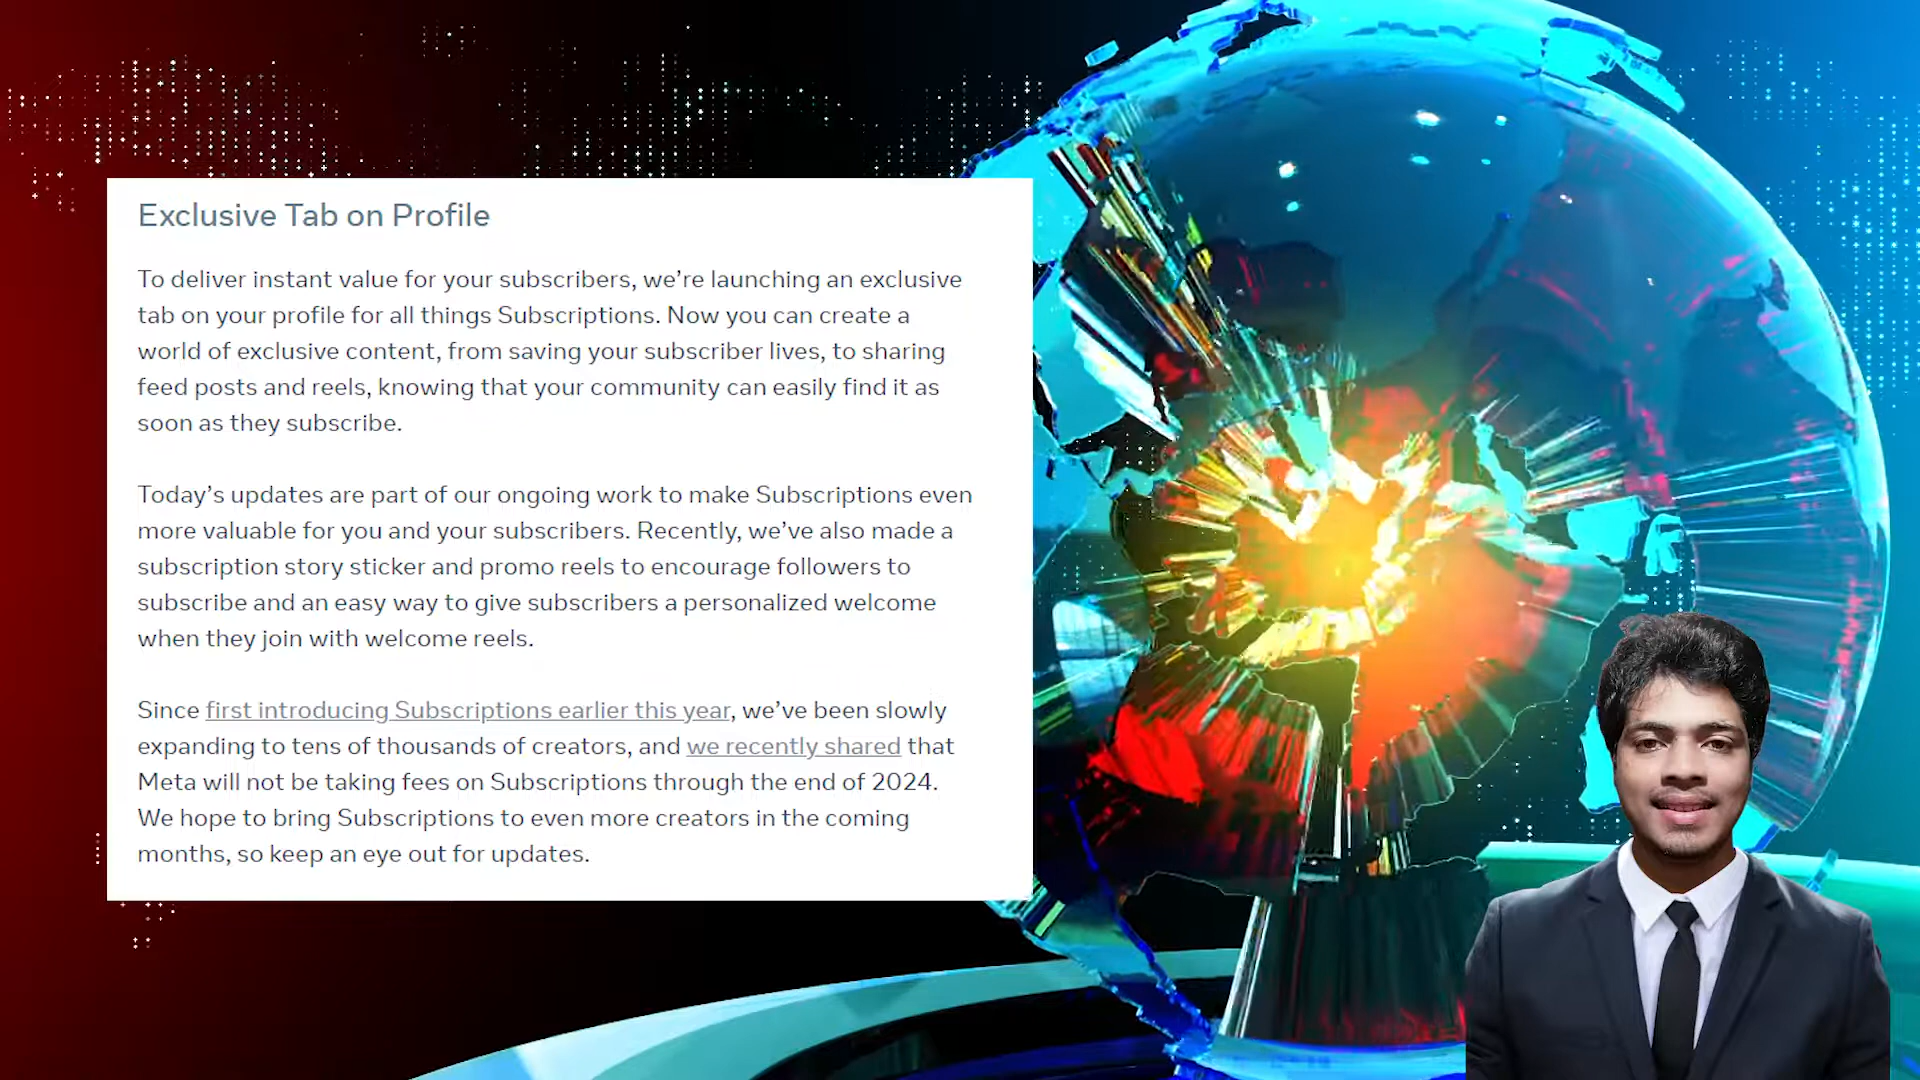 Exclusive Tab on Profile
To deliver instant value for your subscribers, we’re launching an exclusive
tab on your profile for all things Subscriptions. Now you can create a
world of exclusive content, from saving your subscriber lives, to sharing
feed posts and reels, knowing that your community can easily find it as
soon as they subscribe.
Today’s updates are part of our ongoing work to make Subscriptions even
more valuable for you and your subscribers. Recently, we’ve also made a
subscription story sticker and promo reels to encourage followers to
subscribe and an easy way to give subscribers a personalized welcome
when they join with welcome reels.
Since first introducing Subscriptions earlier this year, we’ve been slowly
expanding to tens of thousands of creators, and we recently shared that
Meta will not be taking fees on Subscriptions through the end of 2024.
We hope to bring Subscriptions to even more creators in the coming
months, so keep an eye out for updates.